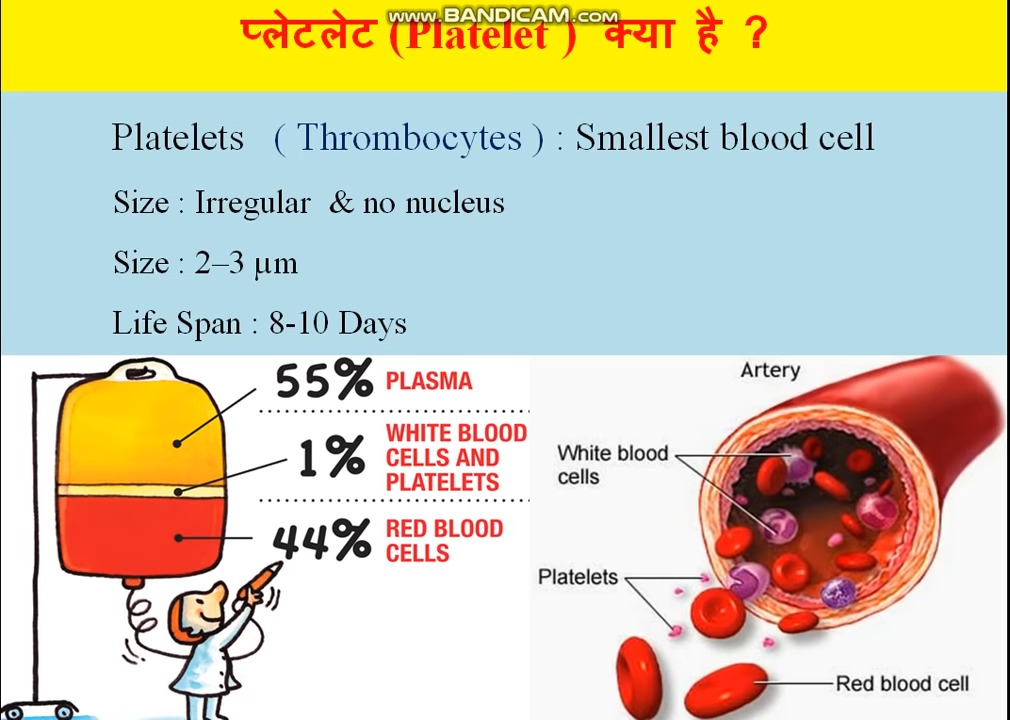 www.BANDICAM.com
प्लेटलेट (Platelet ) क्या है ?
Platelets ( Thrombocytes ) : Smallest blood cell
Size : Irregular & no nucleus
Size : 2–3 µm
Life Span : 8-10 Days
55% PLASMA
1% WHITE BLOOD
CELLS AND
PLATELETS
44% RED BLOOD
CELLS
Artery
White blood
cells
Platelets
Red blood cell